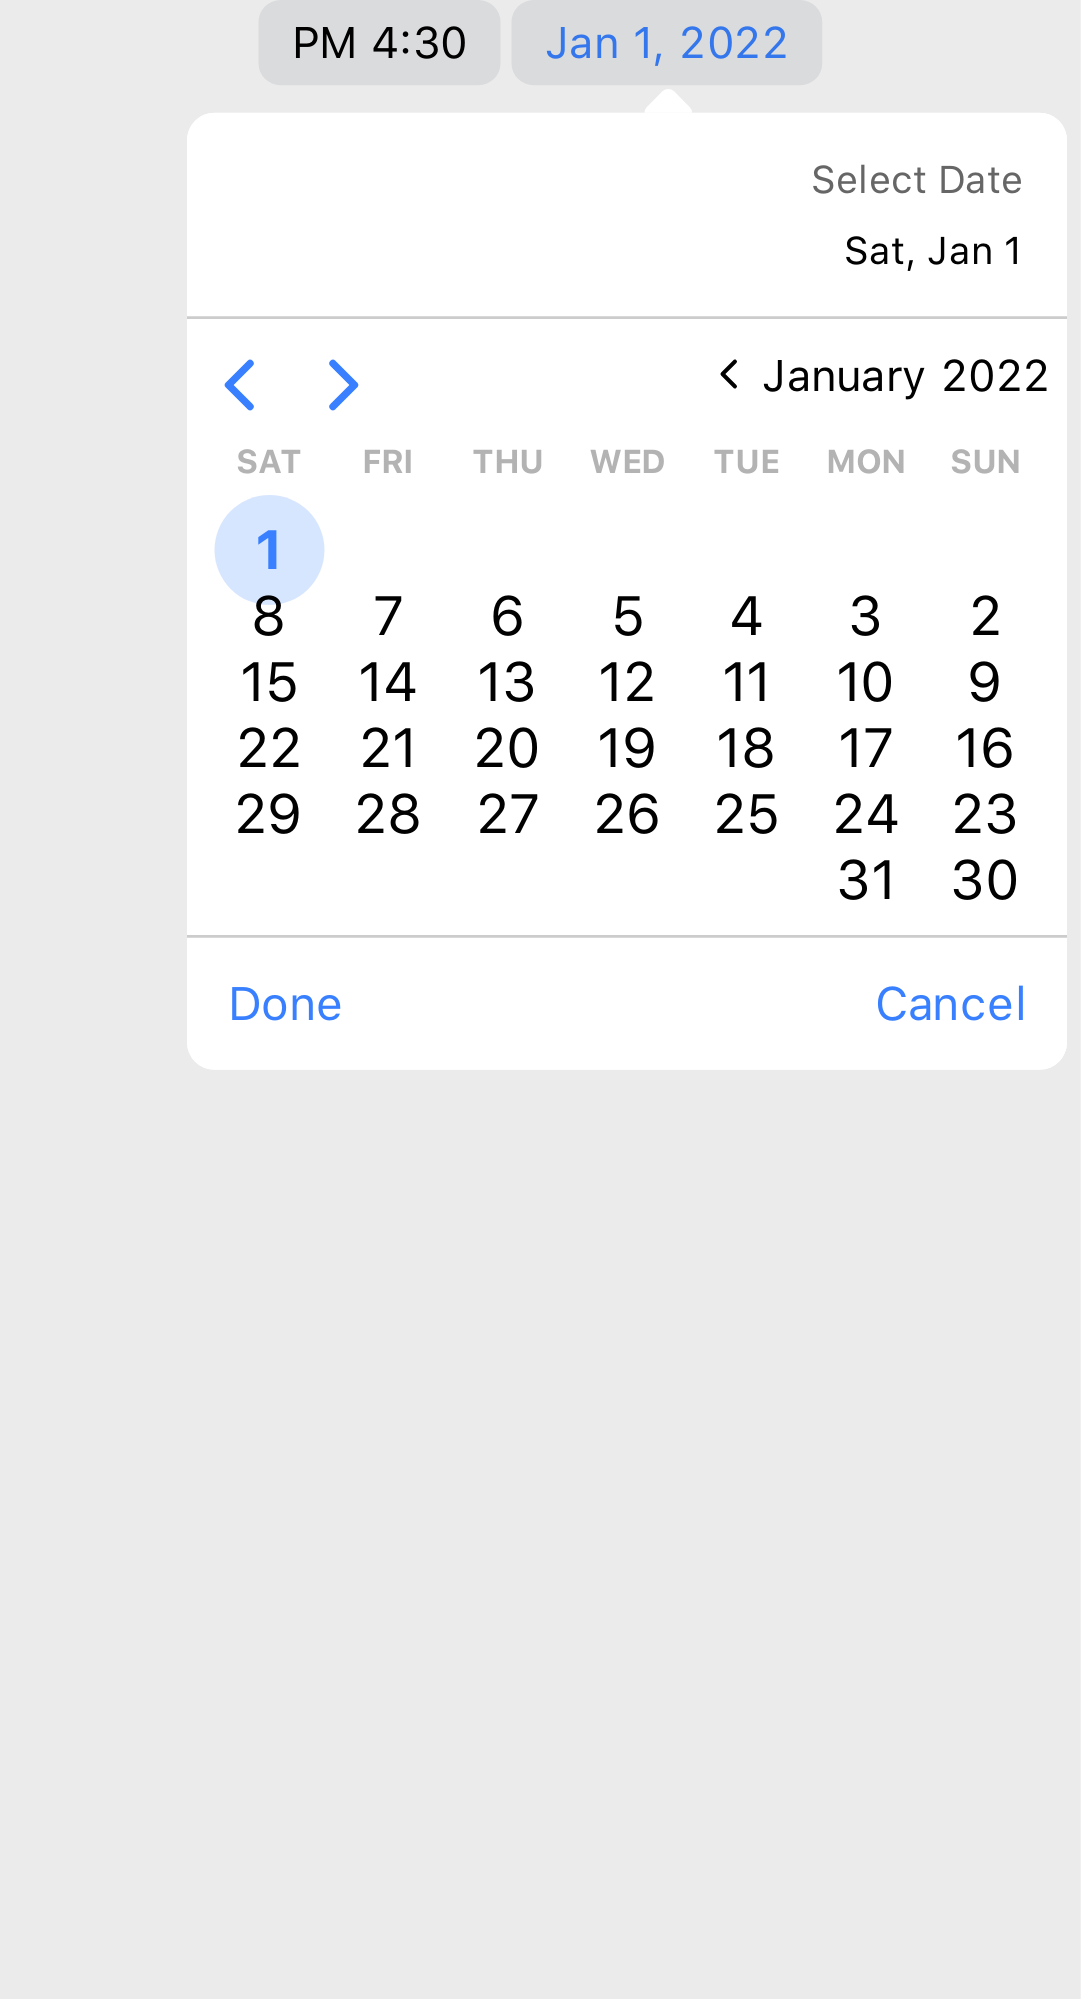 PM 4:30 Jan 1, 2022
Select Date
Sat, Jan 1
January 2022
SAT FRI THU WED TUE MON SUN
1
8 7 6 5 4 3 2
15 14 13 12 11 10 9
22 21 20 19 18 17 16
29 28 27 26 25 24 23
31 30
Done Cancel